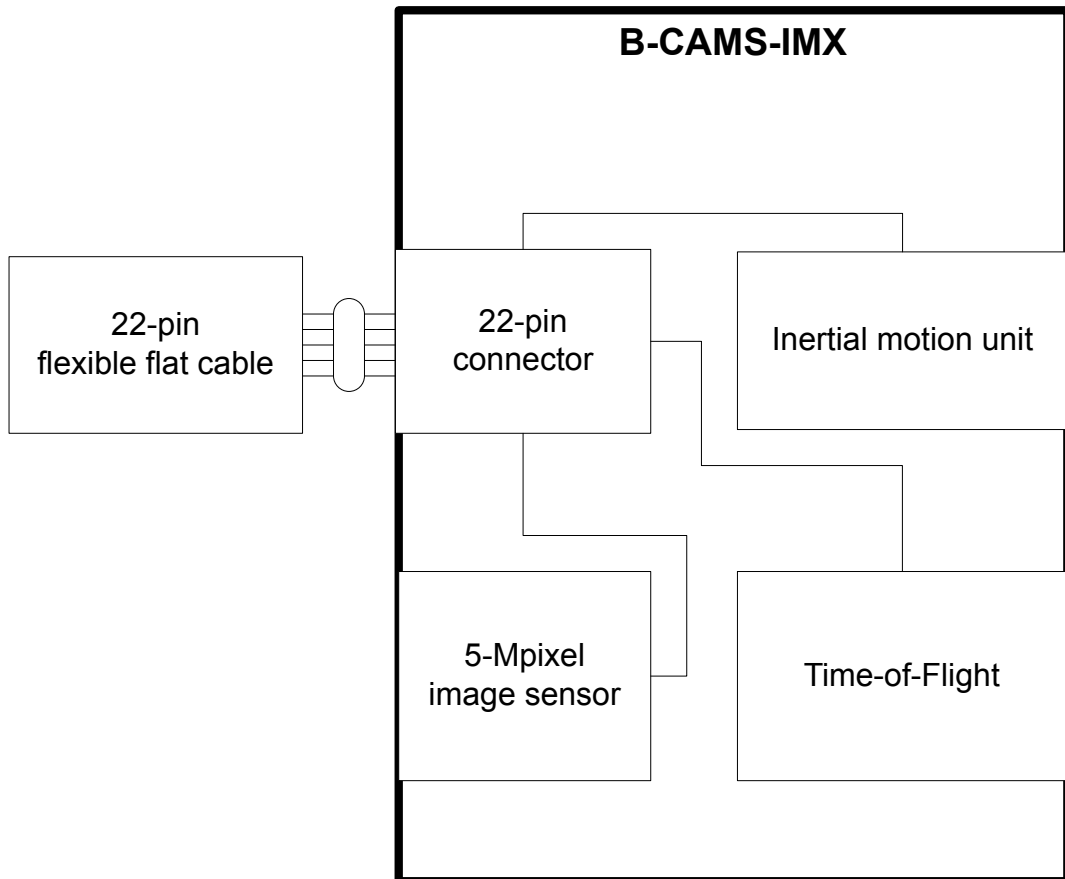 B-CAMS-IMX
22-pin
flexible flat cable
22-pin
connector
Inertial motion unit
5-Mpixel
image sensor
Time-of-Flight